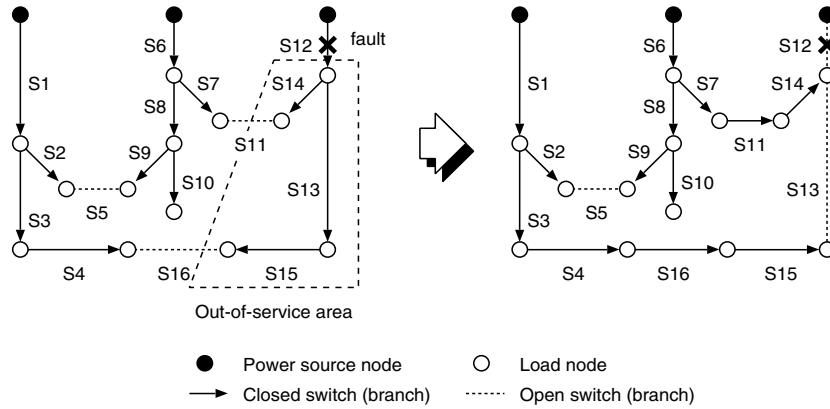 S6 S12 fault S6 S12
S1 S7 S14 S1 S7 S14
S8 S8
S2 S9 S11 S2 S9 S11
S10 S13 S10 S13
S3 S5 S3 S5
S4 S16 S15 S4 S16 S15
Out-of-service area
Power source node Load node
Closed switch (branch) Open switch (branch)